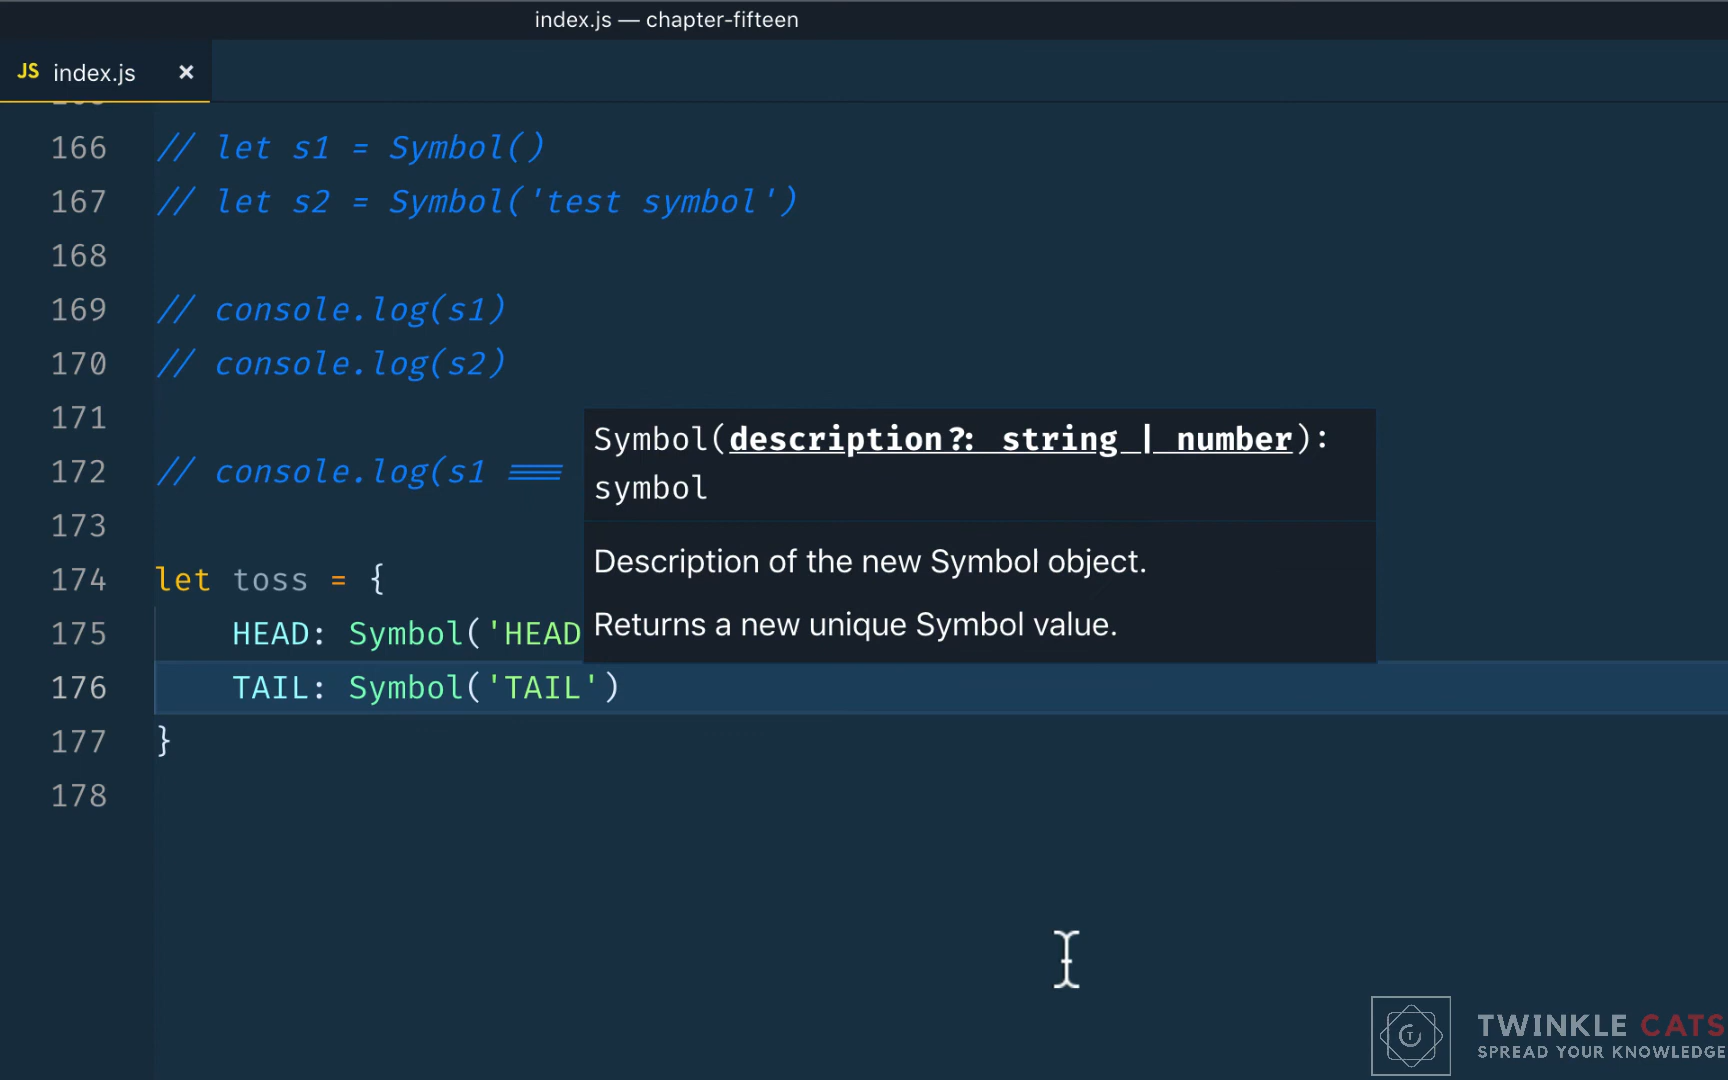 index.js — chapter-fifteen
JS index.js ×
166 // let s1 = Symbol()
167 // let s2 = Symbol('test symbol')
168
169 // console.log(s1)
170 // console.log(s2)
171
172 // console.log(s1 ===
173
174 let toss = {
175 HEAD: Symbol('HEAD
176 TAIL: Symbol('TAIL')
177 }
178
Symbol(description?: string | number):
symbol
Description of the new Symbol object.
Returns a new unique Symbol value.
TWINKLE CATS
SPREAD YOUR KNOWLEDGE